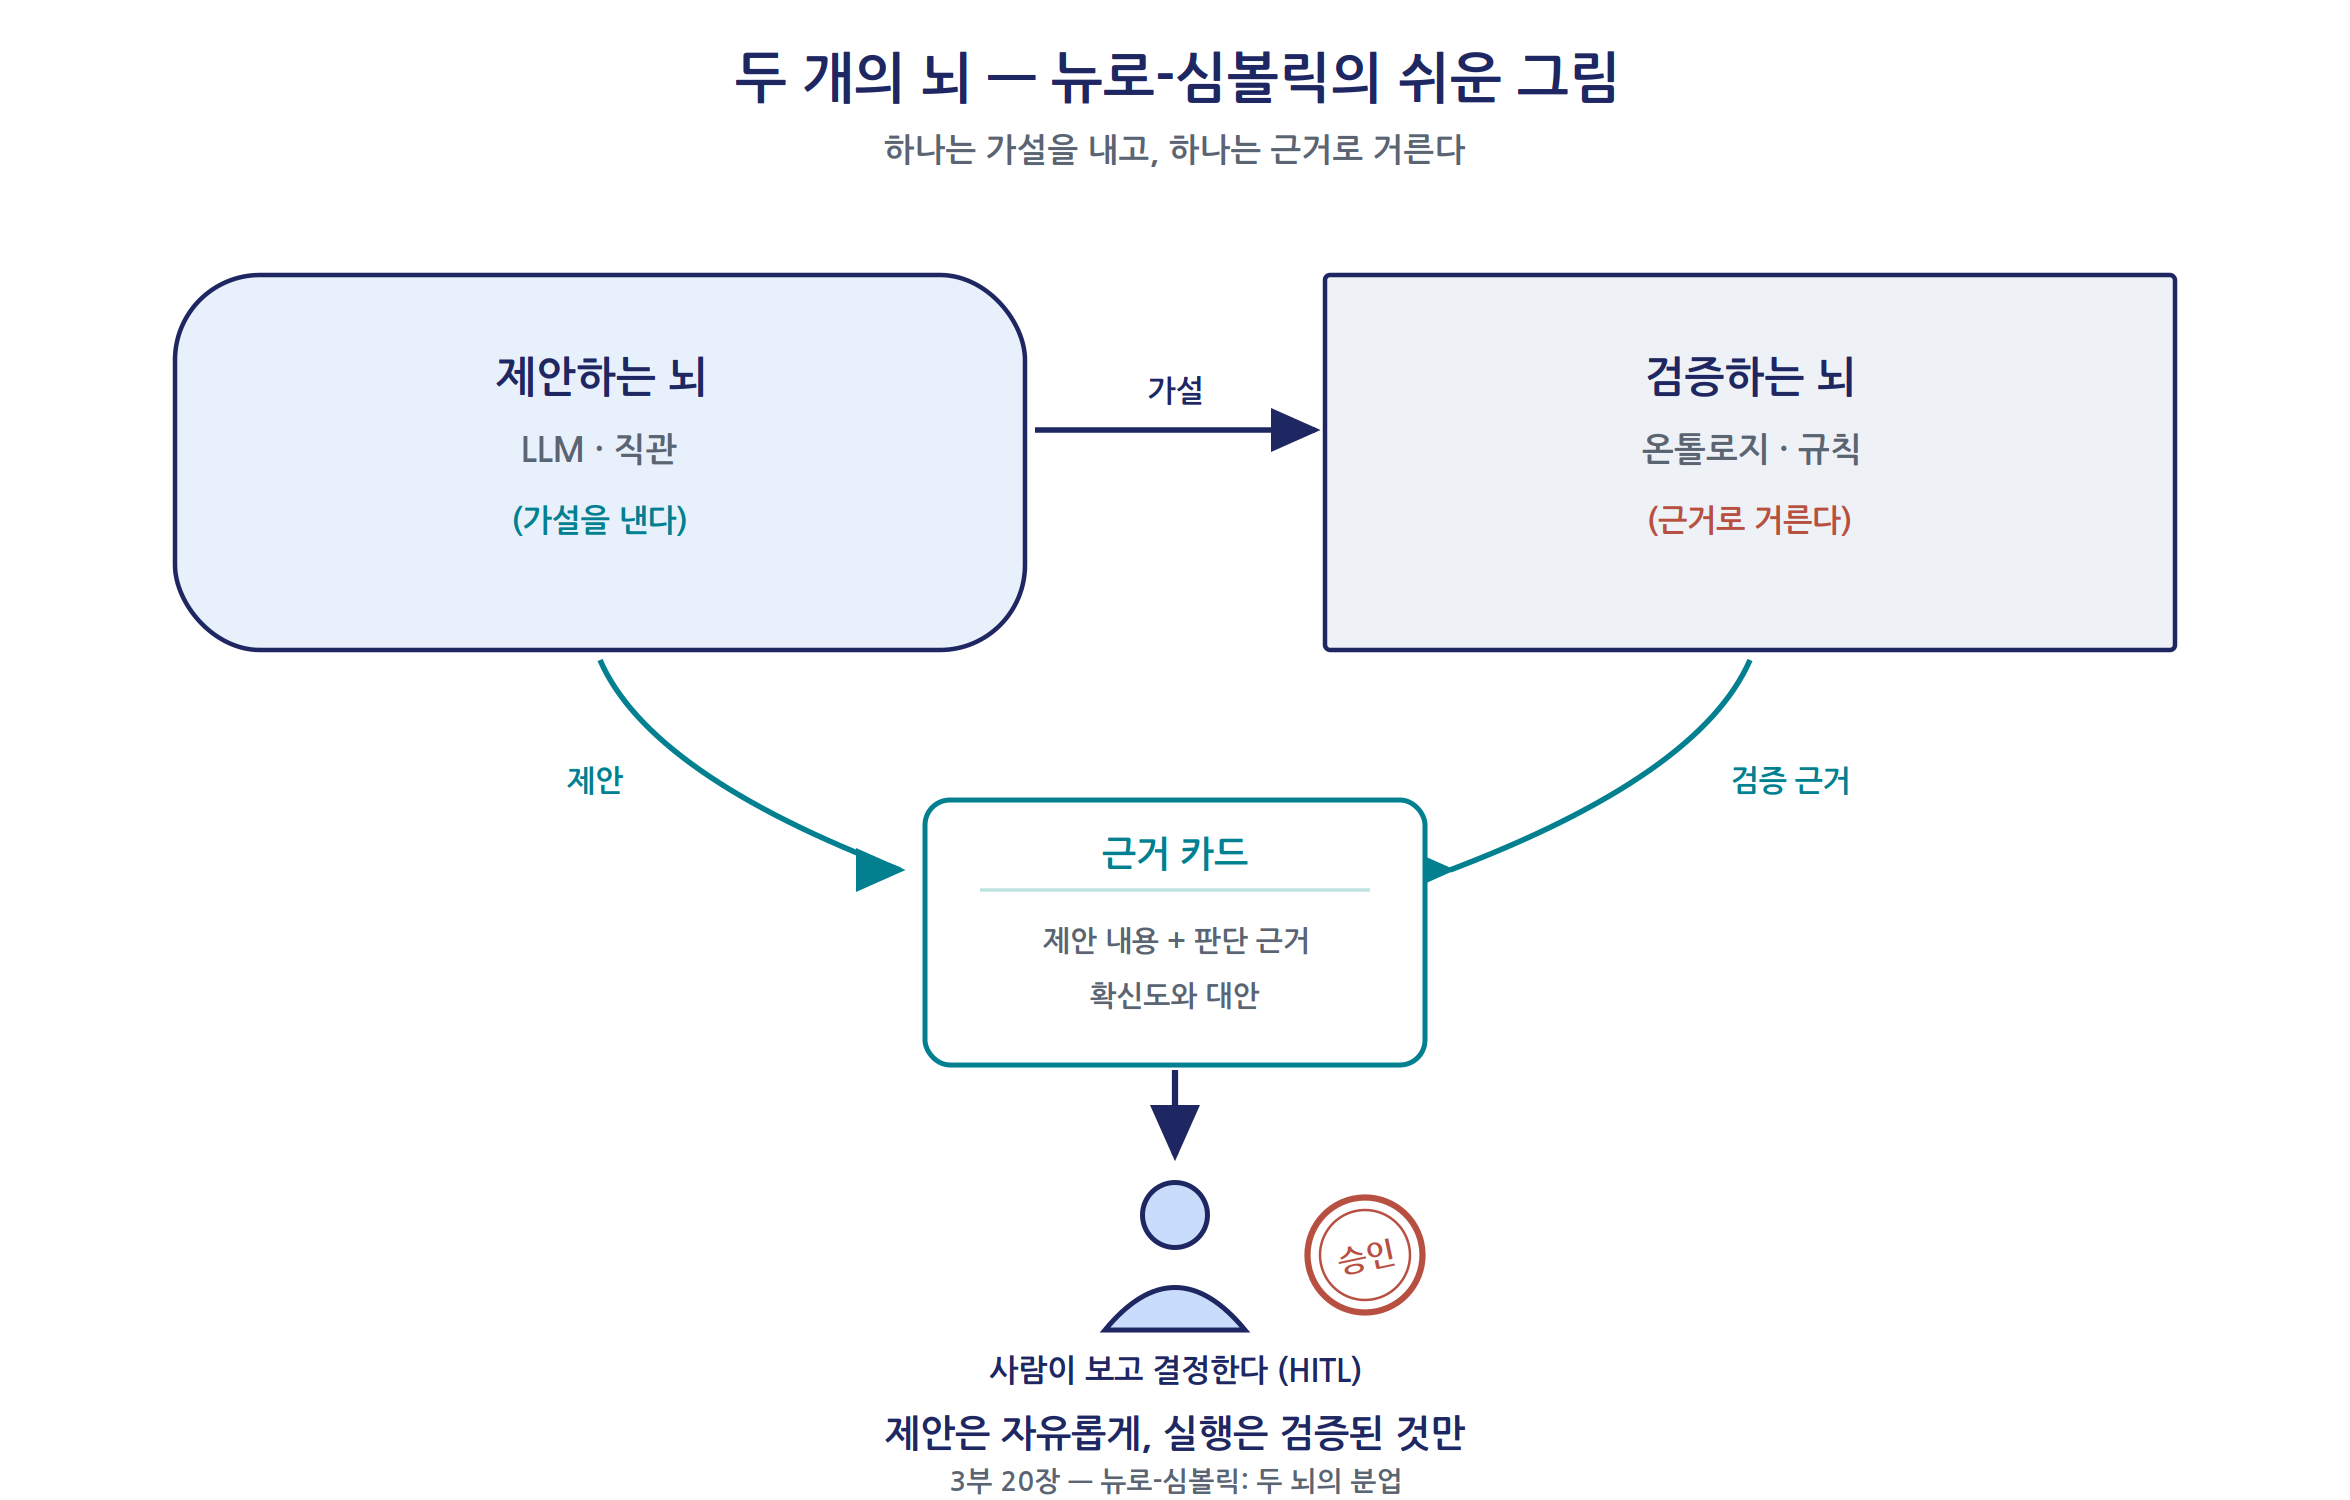 두 개의 뇌 — 뉴로-심볼릭의 쉬운 그림
하나는 가설을 내고, 하나는 근거로 거른다
제안하는 뇌
LLM · 직관
(가설을 낸다)
가설
검증하는 뇌
온톨로지 · 규칙
(근거로 거른다)
제안
검증 근거
근거 카드
제안 내용 + 판단 근거
확신도와 대안
승인
사람이 보고 결정한다 (HITL)
제안은 자유롭게, 실행은 검증된 것만
3부 20장 — 뉴로-심볼릭: 두 뇌의 분업